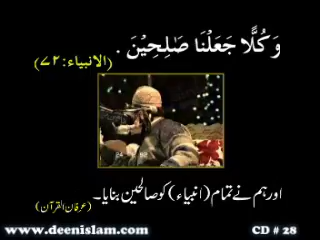 وَكُلًّا جَعَلْنَا صٰلِحِيْنَ .
(الانبیاء:۷۲)
اور ہم نے تمام (انبیاء) کو صالحین بنایا۔
(عرفان القرآن)
www.deenislam.com CD # 28